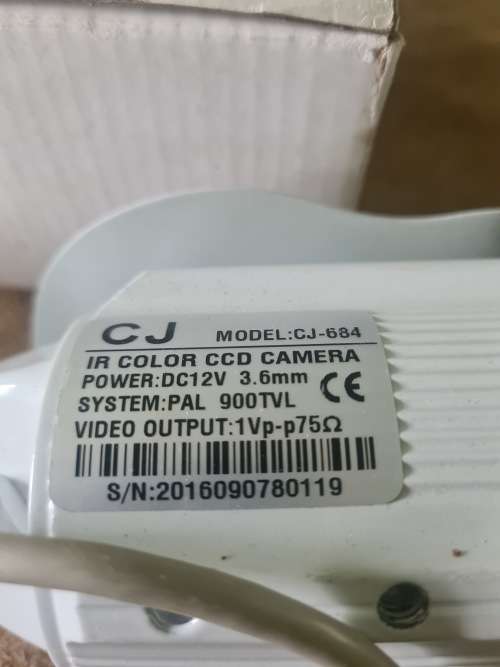 CJ MODEL:CJ-684
IR COLOR CCD CAMERA
POWER:DC12V 3.6mm CE
SYSTEM:PAL 900TVL
VIDEO OUTPUT:1Vp-p75Ω
S/N:2016090780119